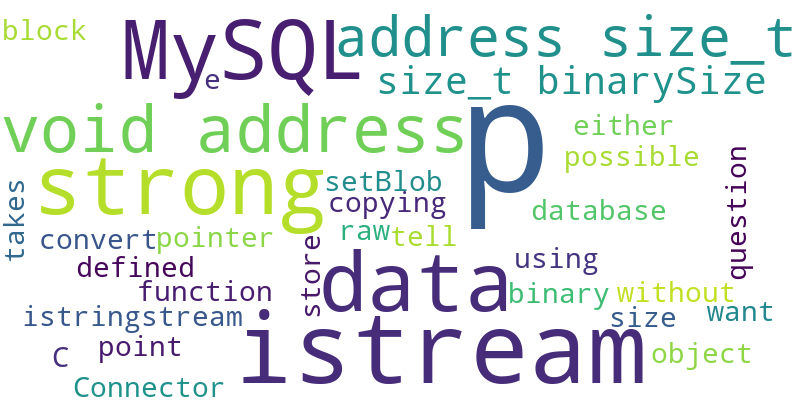 block
MySQL
e
address size_t
size_t binarySize
void address
p
either
possible
strong
setBlob
copying
database
question
takes
convert
pointer
raw
tell
defined
store
data
using
function
binary
without
istringstream
size
want
C
point
istream
object
Connector